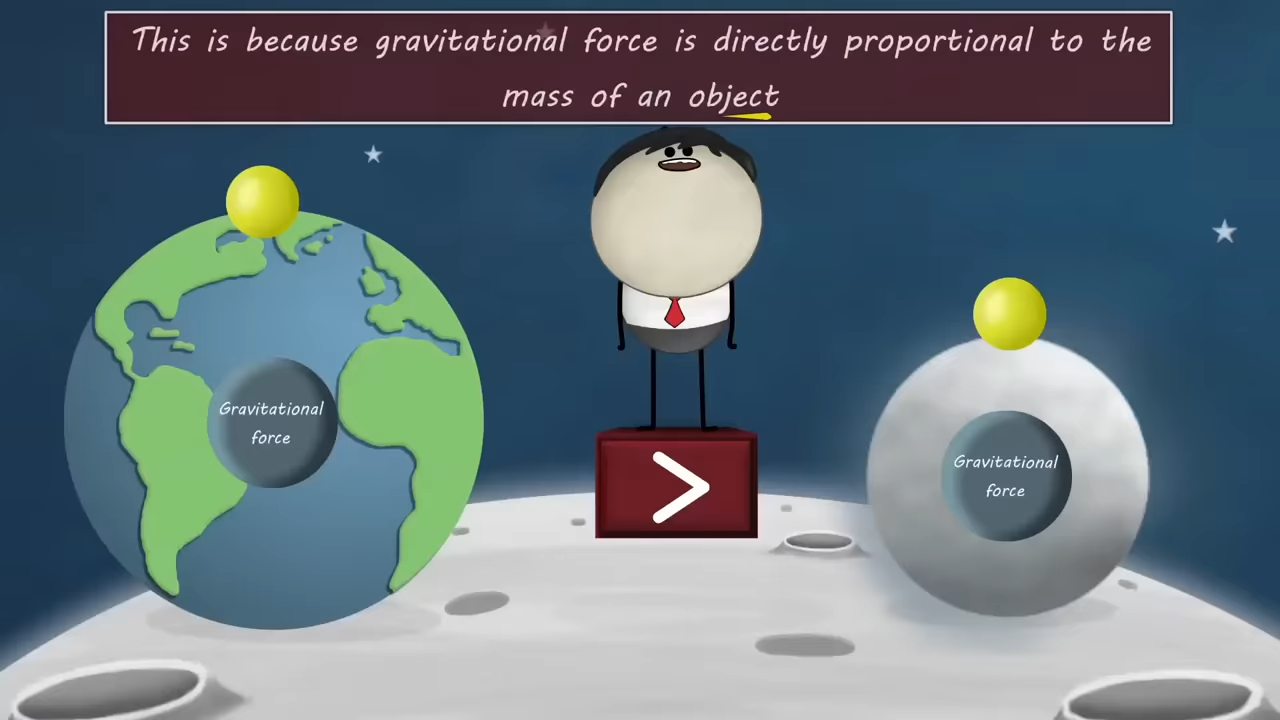 This is because gravitational force is directly proportional to the
mass of an object
Gravitational
force
>
Gravitational
force